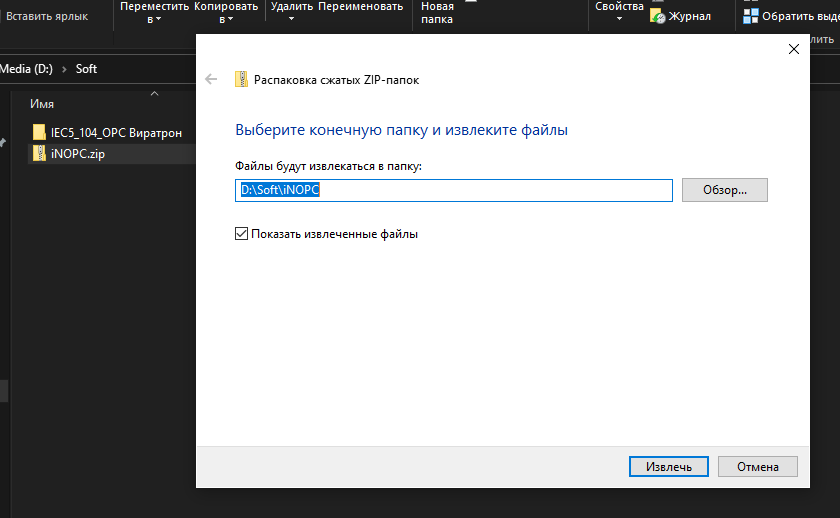 Вставить ярлык
Переместить в
Копировать в
Удалить
Переименовать
Новая папка
Свойства
Журнал
Обратить
Media (D:) › Soft
Имя
IEC5_104_OPC Виратрон
iNOPC.zip
Распаковка сжатых ZIP-папок
Выберите конечную папку и извлеките файлы
Файлы будут извлекаться в папку:
D:\Soft\iNOPC
Обзор...
Показать извлеченные файлы
Извлечь
Отмена